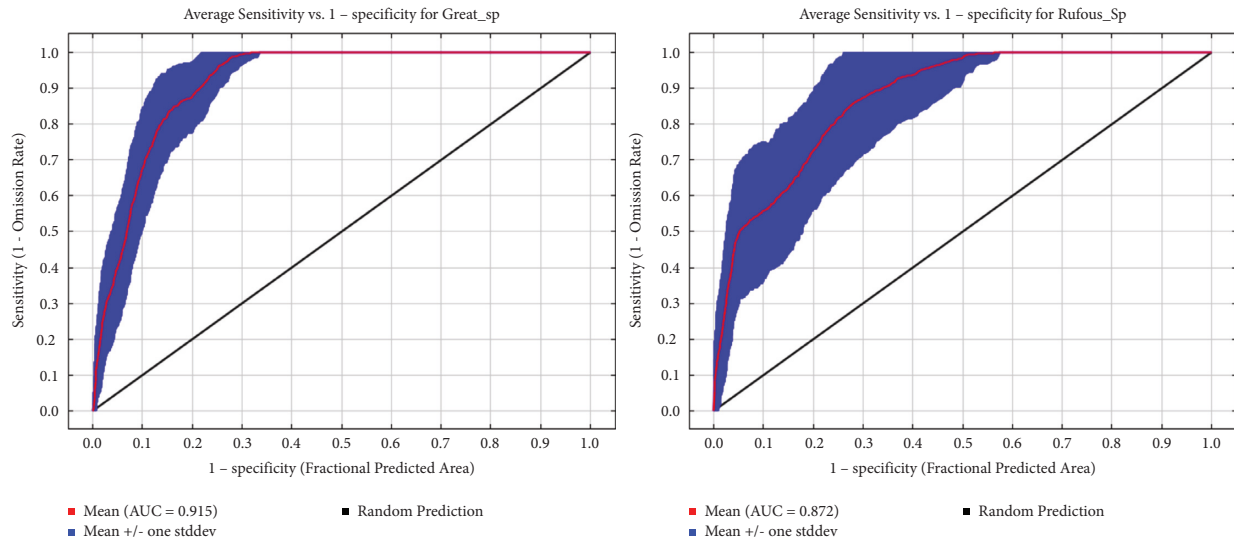 Average Sensitivity vs. 1 – specificity for Great_sp
1.0
0.9
0.8
0.7
0.6
0.5
0.4
0.3
0.2
0.1
0.0
Sensitivity (1 - Omission Rate)
0.0 0.1 0.2 0.3 0.4 0.5 0.6 0.7 0.8 0.9 1.0
1 – specificity (Fractional Predicted Area)
Mean (AUC = 0.915)
Mean +/- one stddev
Random Prediction
Average Sensitivity vs. 1 – specificity for Rufous_Sp
1.0
0.9
0.8
0.7
0.6
0.5
0.4
0.3
0.2
0.1
0.0
Sensitivity (1 - Omission Rate)
0.0 0.1 0.2 0.3 0.4 0.5 0.6 0.7 0.8 0.9 1.0
1 – specificity (Fractional Predicted Area)
Mean (AUC = 0.872)
Mean +/- one stddev
Random Prediction